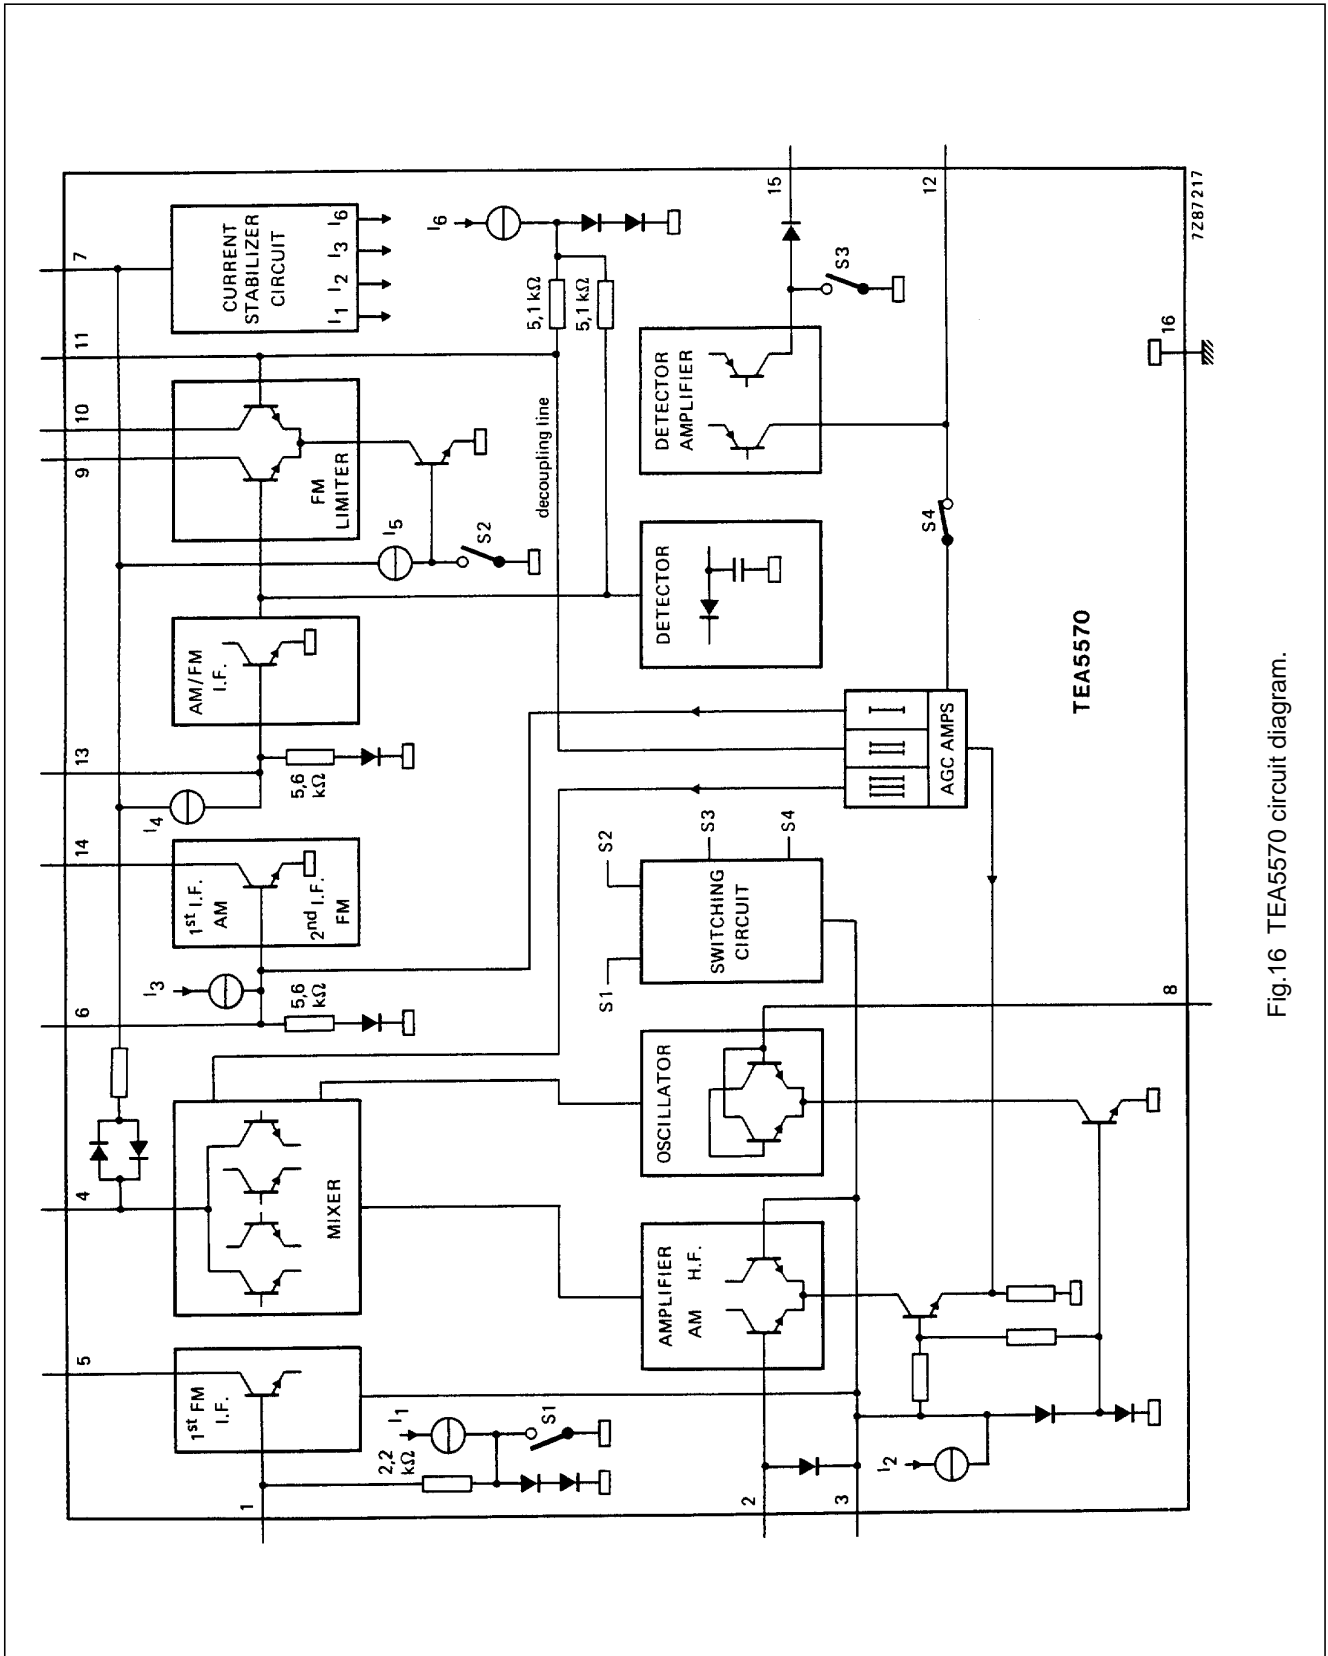 5
4
6
14
13
9
10
11
7
1st FM
I.F.
MIXER
1st I.F.
AM
2nd I.F.
FM
I3
5,6
kΩ
I4
AM/FM
I.F.
5,6
kΩ
FM
LIMITER
CURRENT
STABILIZER
CIRCUIT
I1 I2 I3 I6
1
2,2
kΩ
I1
S1
I5
S2
decoupling line
5,1 kΩ
5,1 kΩ
I6
AMPLIFIER
AM H.F.
OSCILLATOR
S1
S2
SWITCHING
CIRCUIT
S3
S4
DETECTOR
DETECTOR
AMPLIFIER
S3
15
2
3
I2
III II I
AGC AMPS
S4
12
TEA5570
8
16
7Z87217
Fig.16 TEA5570 circuit diagram.